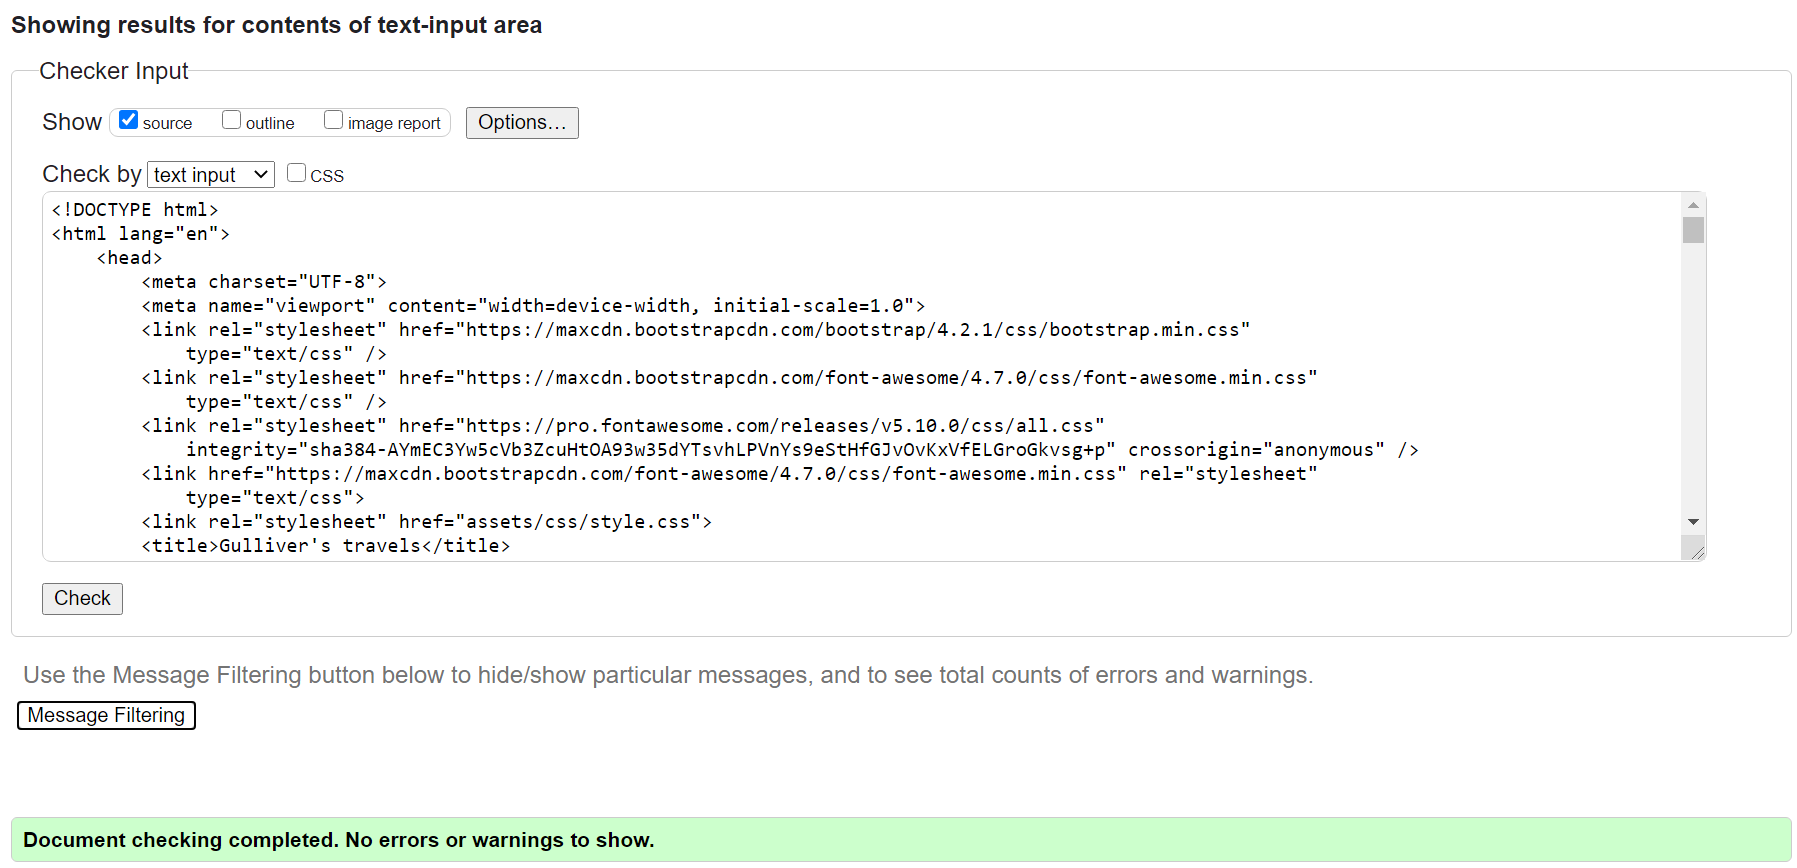 Showing results for contents of text-input area
Checker Input
Show source outline image report Options...
Check by text input CSS
<!DOCTYPE html>
<html lang="en">
    <head>
        <meta charset="UTF-8">
        <meta name="viewport" content="width=device-width, initial-scale=1.0">
        <link rel="stylesheet" href="https://maxcdn.bootstrapcdn.com/bootstrap/4.2.1/css/bootstrap.min.css"
            type="text/css" />
        <link rel="stylesheet" href="https://maxcdn.bootstrapcdn.com/font-awesome/4.7.0/css/font-awesome.min.css"
            type="text/css" />
        <link rel="stylesheet" href="https://pro.fontawesome.com/releases/v5.10.0/css/all.css"
            integrity="sha384-AYmEC3Yw5cVb3ZcuHtOA93w35dYTsvhLPVnYs9eStHfGJvOvKxVfELGroGkvsg+p" crossorigin="anonymous" />
        <link href="https://maxcdn.bootstrapcdn.com/font-awesome/4.7.0/css/font-awesome.min.css" rel="stylesheet"
            type="text/css">
        <link rel="stylesheet" href="assets/css/style.css">
        <title>Gulliver's travels</title>
Check
Use the Message Filtering button below to hide/show particular messages, and to see total counts of errors and warnings.
Message Filtering
Document checking completed. No errors or warnings to show.